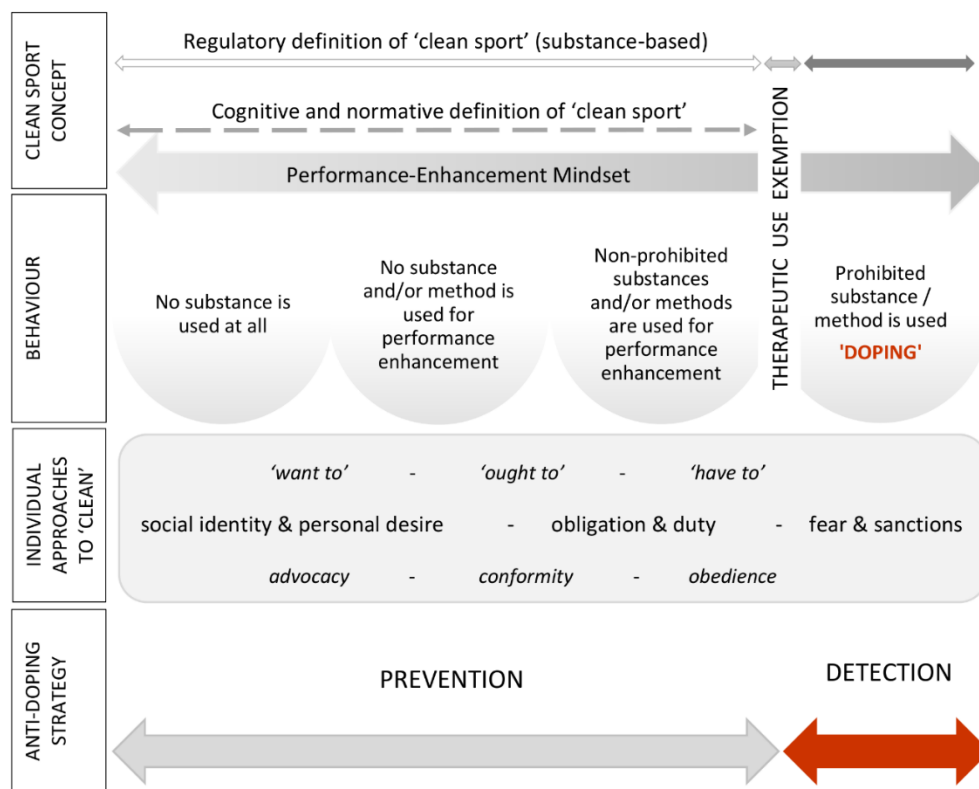 CLEAN SPORT
CONCEPT
Regulatory definition of ‘clean sport’ (substance-based)
Cognitive and normative definition of ‘clean sport’
Performance-Enhancement Mindset
THERAPEUTIC USE EXEMPTION
BEHAVIOUR
No substance is
used at all
No substance
and/or method is
used for
performance
enhancement
Non-prohibited
substances
and/or methods
are used for
performance
enhancement
Prohibited
substance /
method is used
'DOPING'
INDIVIDUAL
APPROACHES
TO ‘CLEAN’
‘want to’ - ‘ought to’ - ‘have to’
social identity & personal desire - obligation & duty - fear & sanctions
advocacy - conformity - obedience
ANTI-DOPING
STRATEGY
PREVENTION
DETECTION